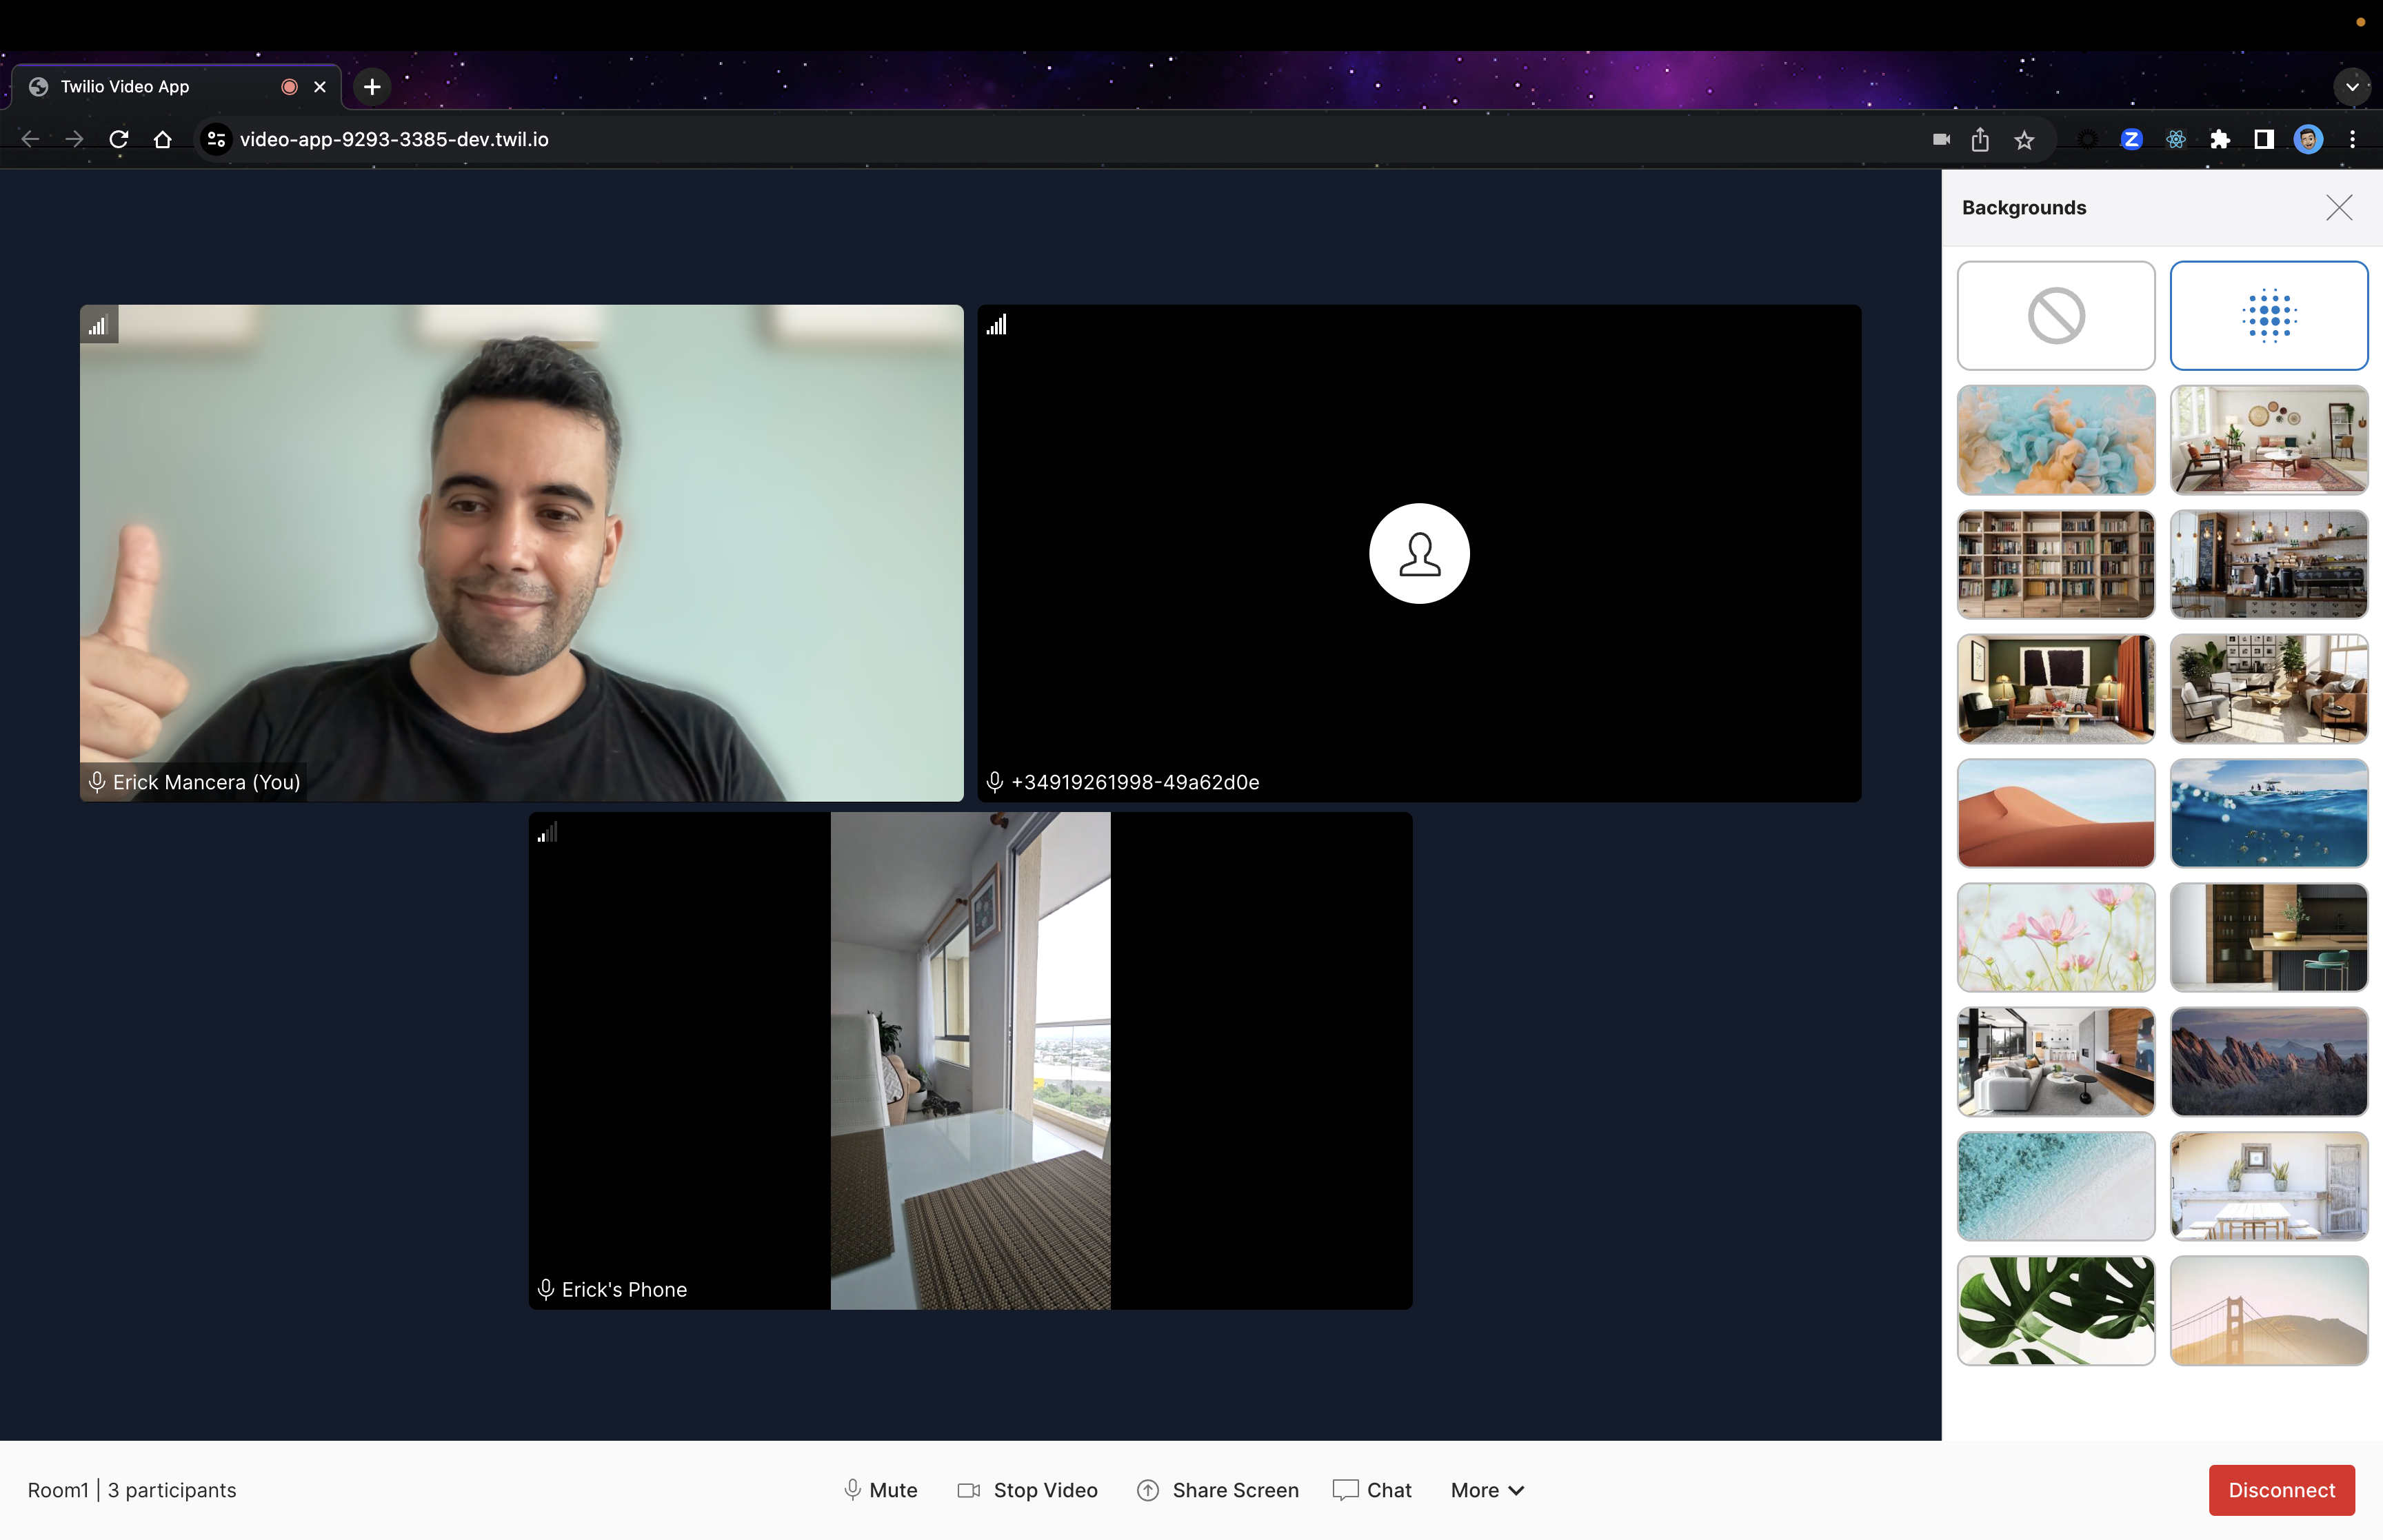 Twilio Video App
video-app-9293-3385-dev.twil.io
Z
Backgrounds
Erick Mancera (You)
+34919261998-49a62d0e
Erick's Phone
Room1 | 3 participants
Mute
Stop Video
Share Screen
Chat
More
Disconnect